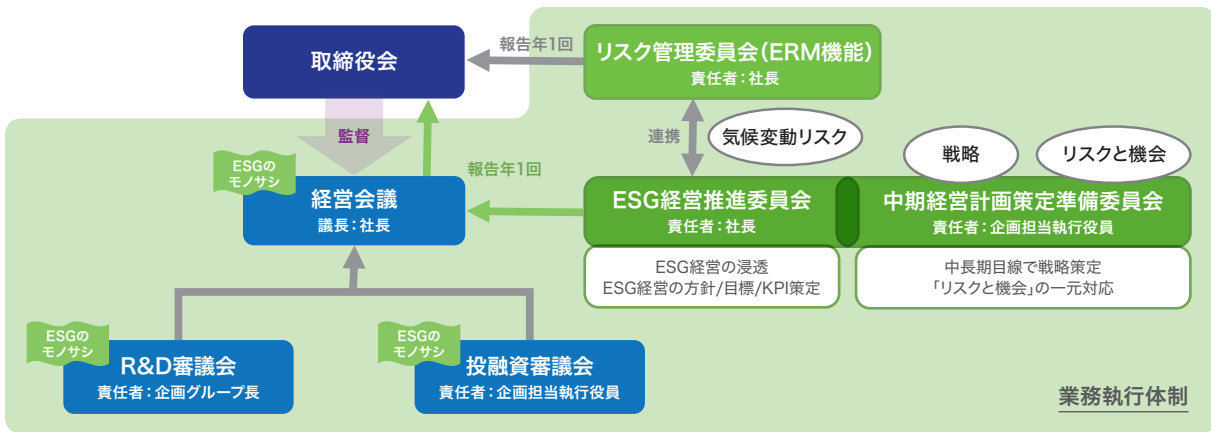 取締役会
報告年1回
リスク管理委員会（ERM機能）
責任者：社長
監督
連携
気候変動リスク
戦略
リスクと機会
ESGの
モノサシ
経営会議
議長：社長
報告年1回
ESG経営推進委員会
責任者：社長
中期経営計画策定準備委員会
責任者：企画担当執行役員
ESG経営の浸透
ESG経営の方針/目標/KPI策定
中長期目線で戦略策定
「リスクと機会」の一元対応
ESGの
モノサシ
R&D審議会
責任者：企画グループ長
ESGの
モノサシ
投融資審議会
責任者：企画担当執行役員
業務執行体制